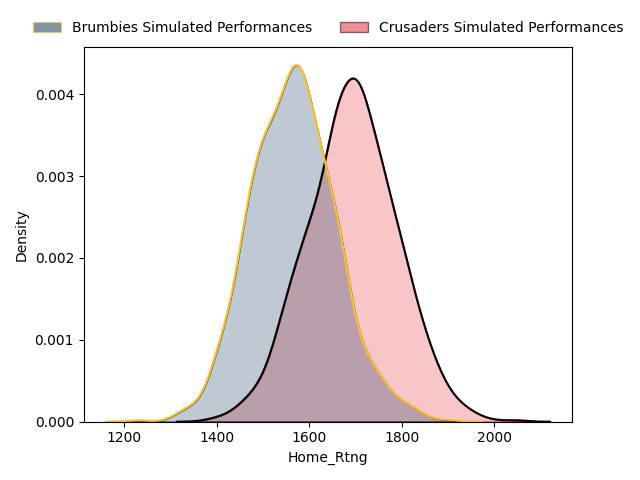 Brumbies Simulated Performances Crusaders Simulated Performances
0.004
0.003
Density
0.002
0.001
0.000
1200 1400 1600 1800 2000
Home_Rtng